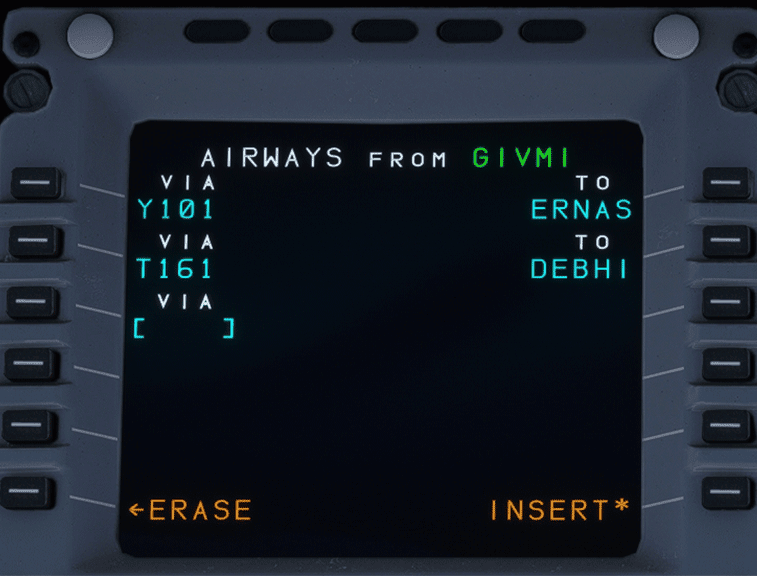 AIRWAYS FROM GIVMI
VIA TO
Y101 ERNAS
VIA TO
T161 DEBHI
VIA
[ ]
←ERASE INSERT*